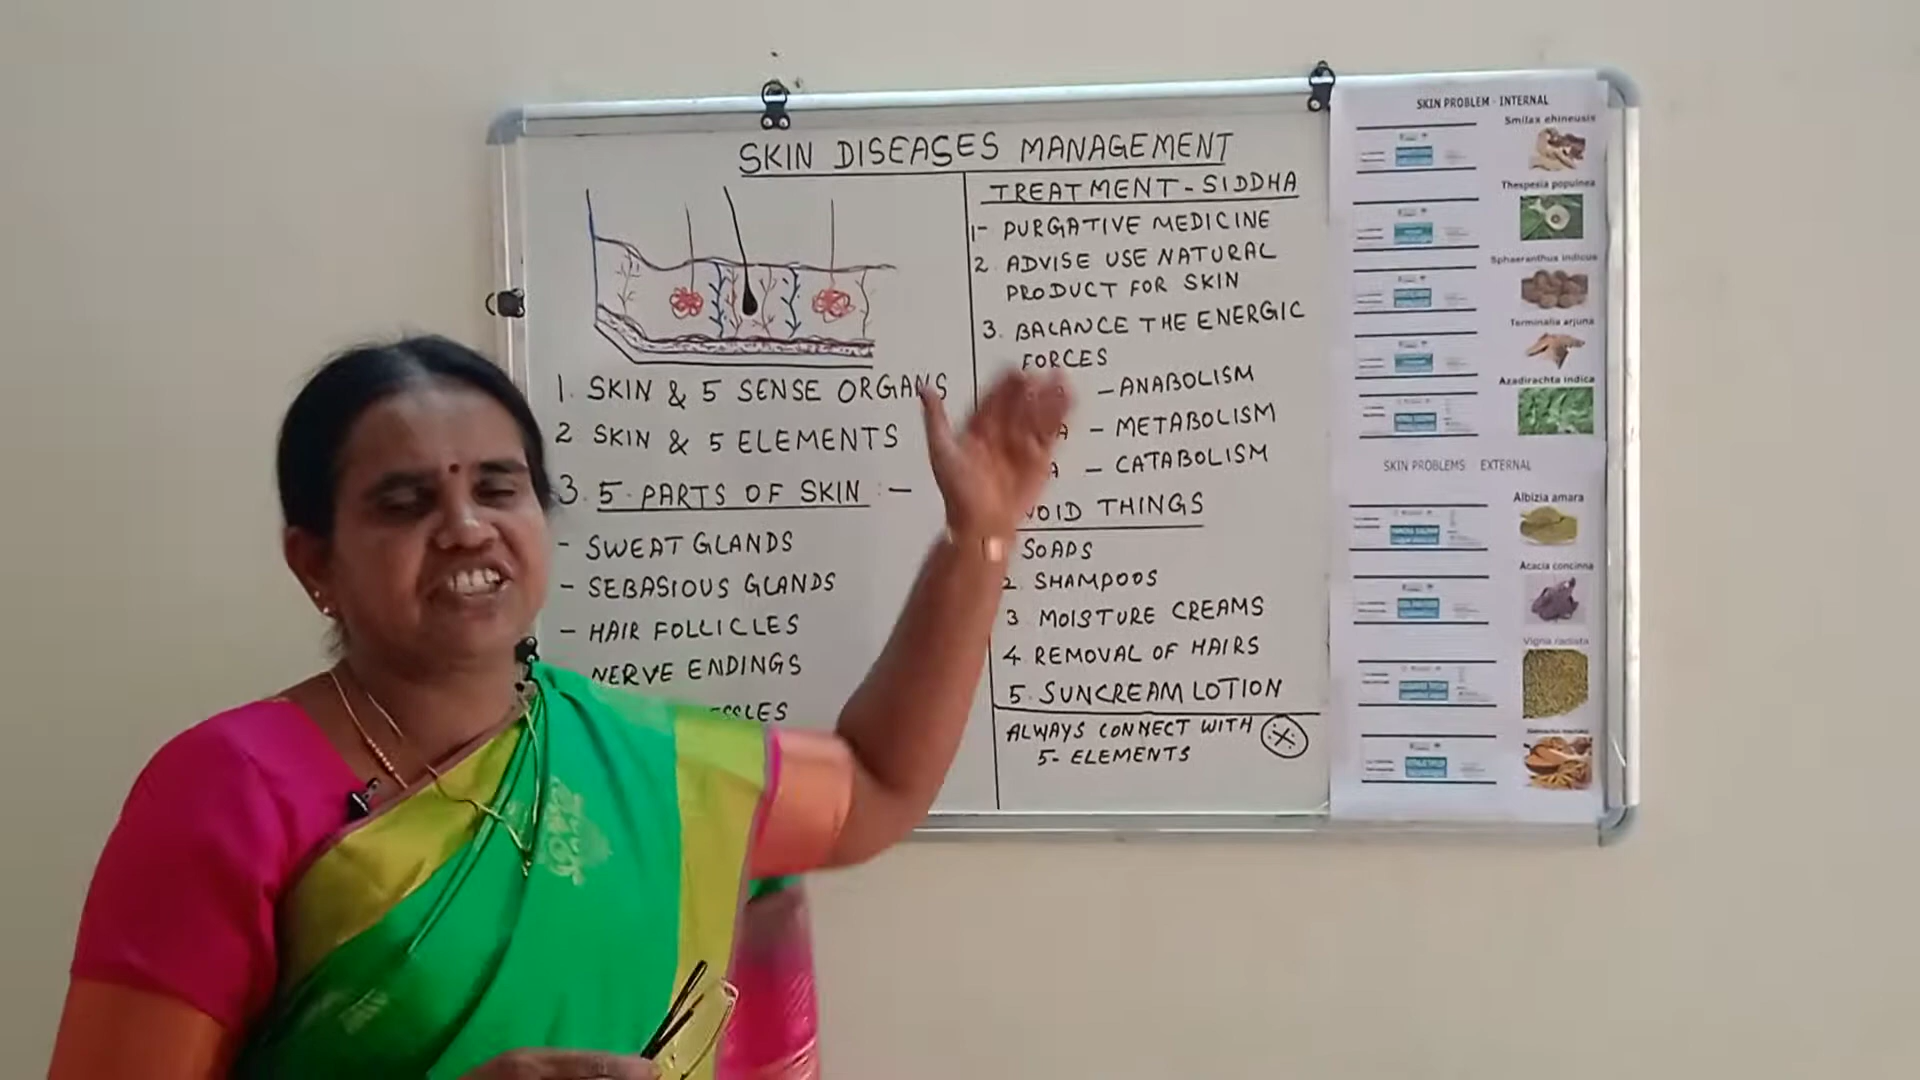 SKIN DISEASES MANAGEMENT
1. SKIN & 5 SENSE ORGANS
2 SKIN & 5 ELEMENTS
3. 5 PARTS OF SKIN :-
- SWEAT GLANDS
- SEBASIOUS GLANDS
- HAIR FOLLICLES
NERVE ENDINGS
TREATMENT - SIDDHA
1- PURGATIVE MEDICINE
2. ADVISE USE NATURAL
PRODUCT FOR SKIN
3. BALANCE THE ENERGIC
FORCES
- ANABOLISM
- METABOLISM
- CATABOLISM
THINGS
SOAPS
2. SHAMPOOS
3 MOISTURE CREAMS
4 REMOVAL OF HAIRS
5. SUNCREAM LOTION
ALWAYS CONNECT WITH
5- ELEMENTS
SKIN PROBLEM - INTERNAL
Smilax chinensis
Thespesia populnea
Sphaeranthus indicus
Terminalia arjuna
Azadirachta indica
SKIN PROBLEMS EXTERNAL
Albizia amara
Acacia concinna
Vigna radiata